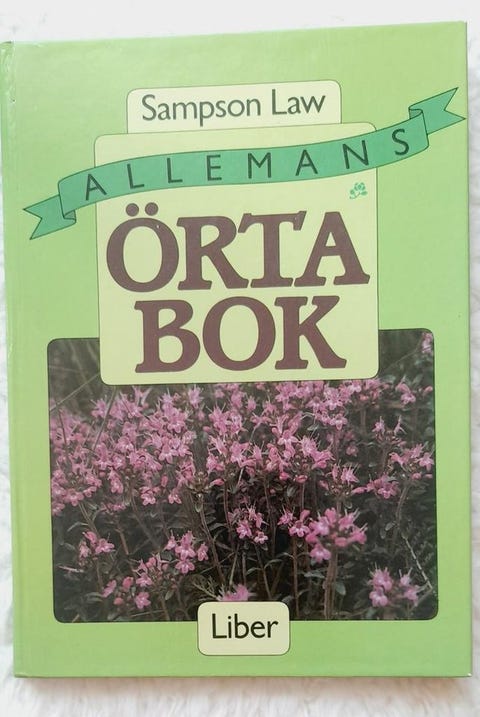 Sampson Law
ALLEMANS
ÖRTA
BOK
Liber